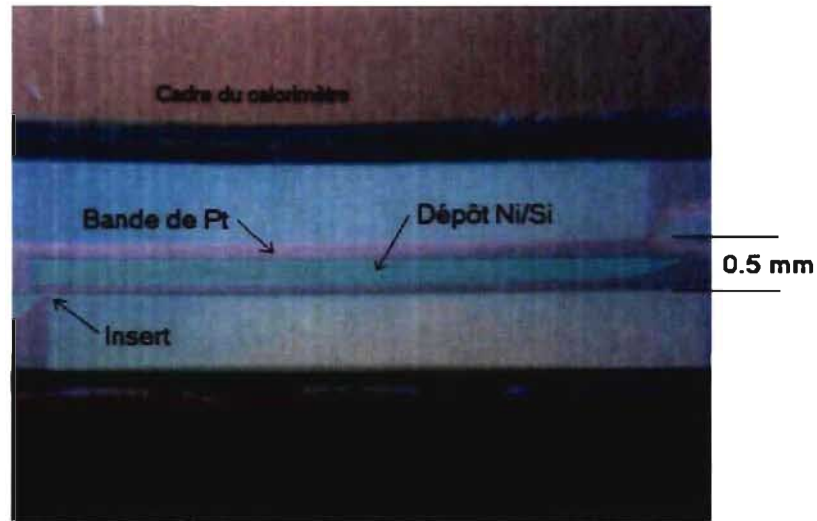 Cadre du calorimètre
Bande de Pt
Dépôt Ni/Si
0.5 mm
Insert